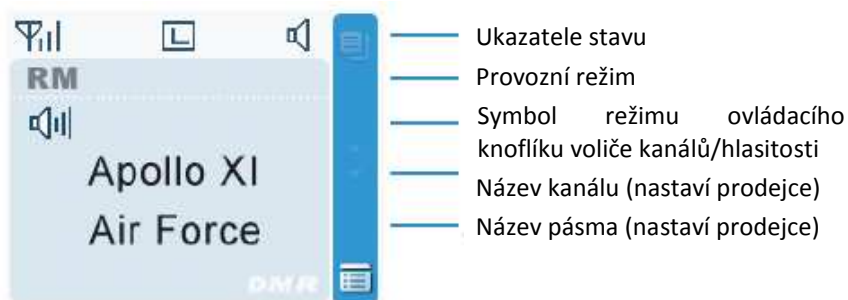 L
Ukazatele stavu
RM
Provozní režim
Symbol režimu ovládacího
knoflíku voliče kanálů/hlasitosti
Apollo XI
Název kanálu (nastaví prodejce)
Air Force
Název pásma (nastaví prodejce)
DMR